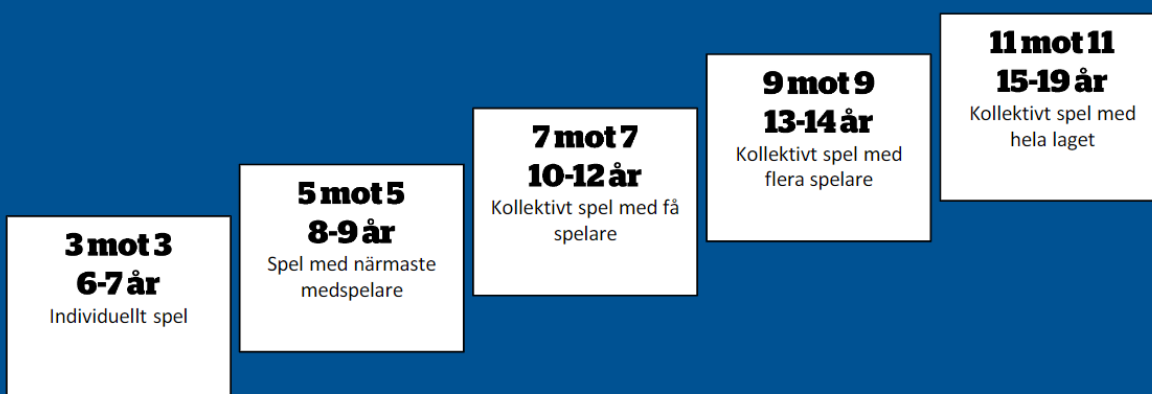 3 mot 3
6-7 år
Individuellt spel
5 mot 5
8-9 år
Spel med närmaste
medspelare
7 mot 7
10-12 år
Kollektivt spel med få
spelare
9 mot 9
13-14 år
Kollektivt spel med
flera spelare
11 mot 11
15-19 år
Kollektivt spel med
hela laget